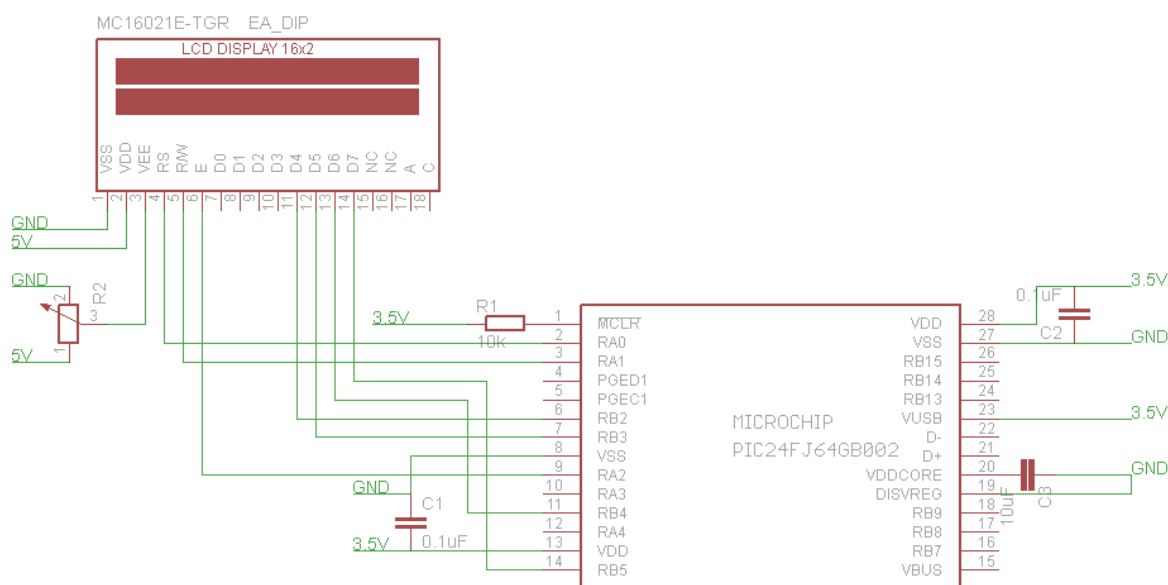 MC16021E-TGR EA_DIP
LCD DISPLAY 16x2
VSS VDD VEE RS R/W E D0 D1 D2 D3 D4 D5 D6 D7 NC NC A C
1 2 3 4 5 6 7 8 9 10 11 12 13 14 15 16 17 18
GND
5V
GND
2
R2
3
1
5V
3.5V
R1
10k
1 MCLR
2 RA0
3 RA1
4 PGED1
5 PGEC1
6 RB2
7 RB3
8 VSS
9 RA2
10 RA3
11 RB4
12 RA4
13 VDD
14 RB5
GND
C1
0.1uF
3.5V
MICROCHIP
PIC24FJ64GB002
VDD 28
VSS 27
RB15 26
RB14 25
RB13 24
VUSB 23
D- 22
D+ 21
VDDCORE 20
DISVREG 19
RB9 18
RB8 17
RB7 16
VBUS 15
3.5V
0.1uF
C2
GND
3.5V
GND
10uF
C3